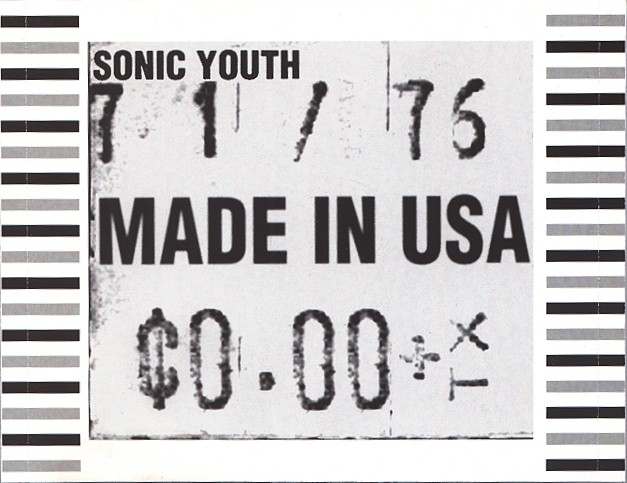 SONIC YOUTH
7 1 / 76
MADE IN USA
¢0.00 + TX